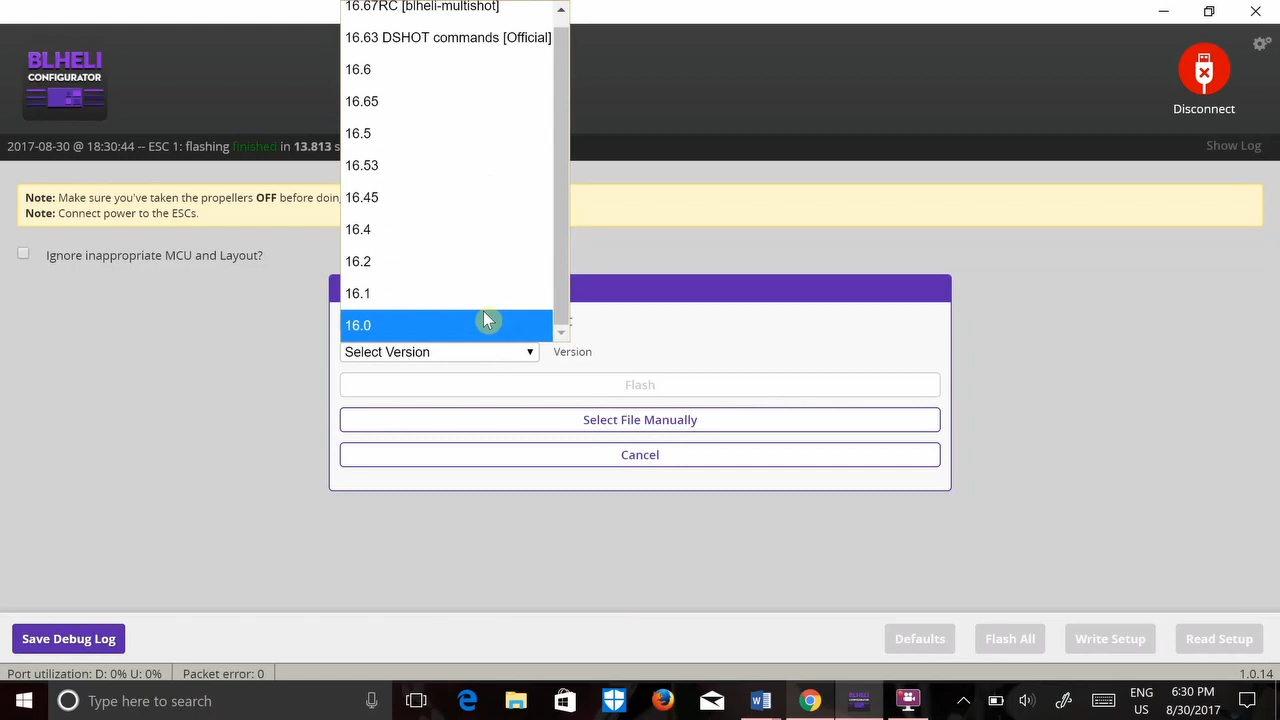 16.67RC [blheli-multishot]
16.63 DSHOT commands [Official]
16.6
16.65
16.5
16.53
16.45
16.4
16.2
16.1
16.0
BLHELI
CONFIGURATOR
Disconnect
2017-08-30 @ 18:30:44 -- ESC 1: flashing finished in 13.813 s
Show Log
Note: Make sure you've taken the propellers OFF before doin
Note: Connect power to the ESCs.
Ignore inappropriate MCU and Layout?
Select Version
Version
Flash
Select File Manually
Cancel
Save Debug Log
Defaults
Flash All
Write Setup
Read Setup
Port utilization: D: 0% U: 0%
Packet error: 0
1.0.14
Type here to search
ENG
US
6:30 PM
8/30/2017